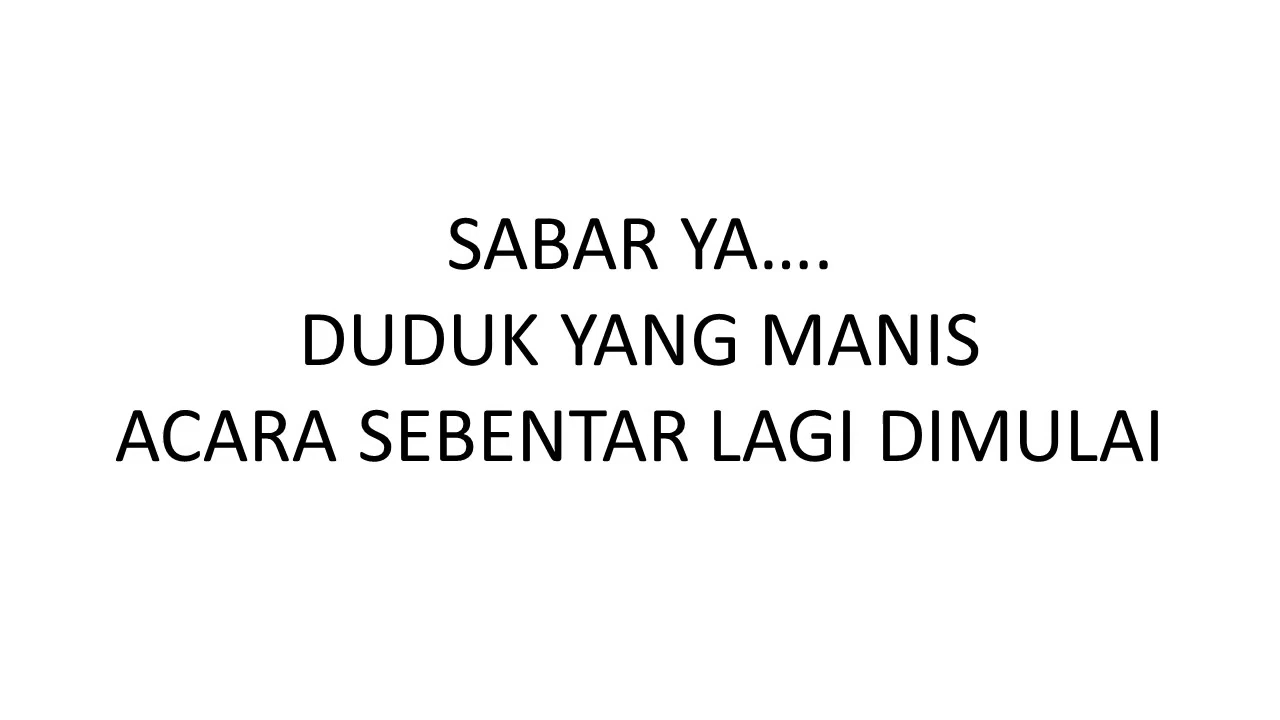 SABAR YA....
DUDUK YANG MANIS
ACARA SEBENTAR LAGI DIMULAI